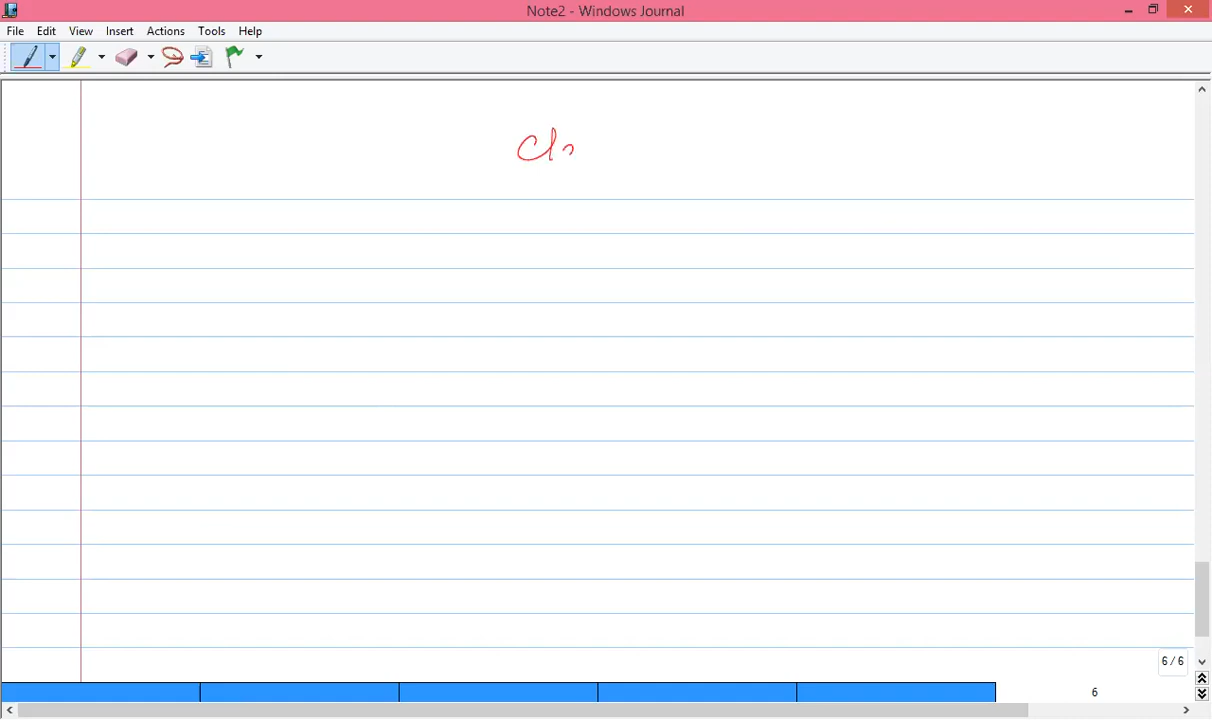 Note2 - Windows Journal
File Edit View Insert Actions Tools Help
6 / 6
6